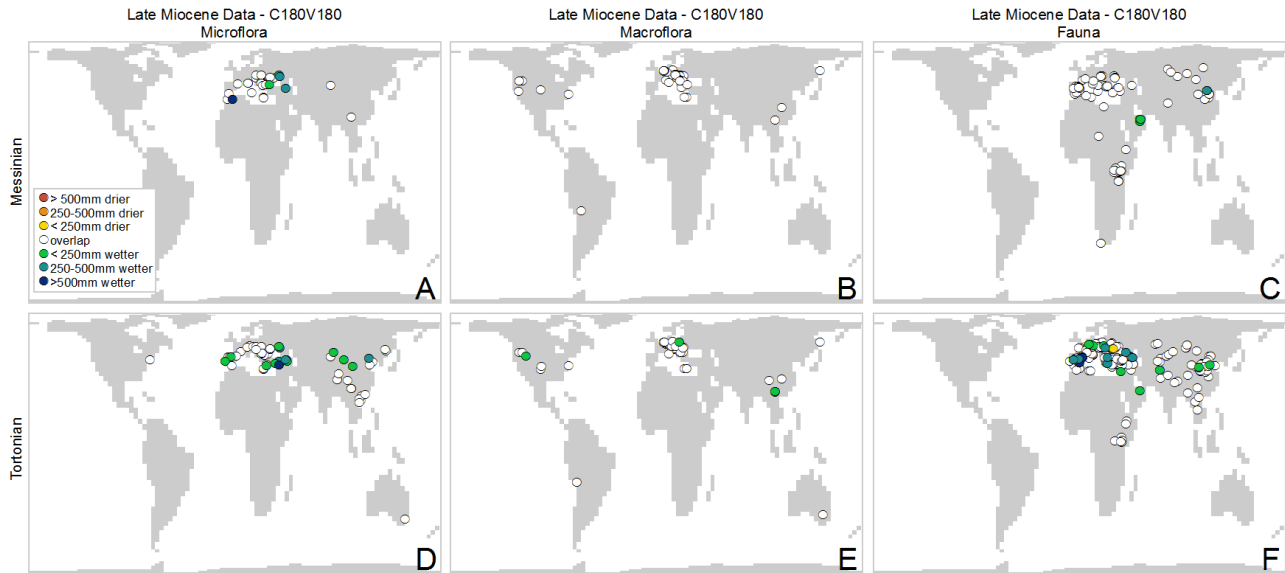 Late Miocene Data - C180V180
Microflora
Late Miocene Data - C180V180
Macroflora
Late Miocene Data - C180V180
Fauna
Messinian
> 500mm drier
250-500mm drier
< 250mm drier
overlap
< 250mm wetter
250-500mm wetter
>500mm wetter
A
B
C
Tortonian
D
E
F